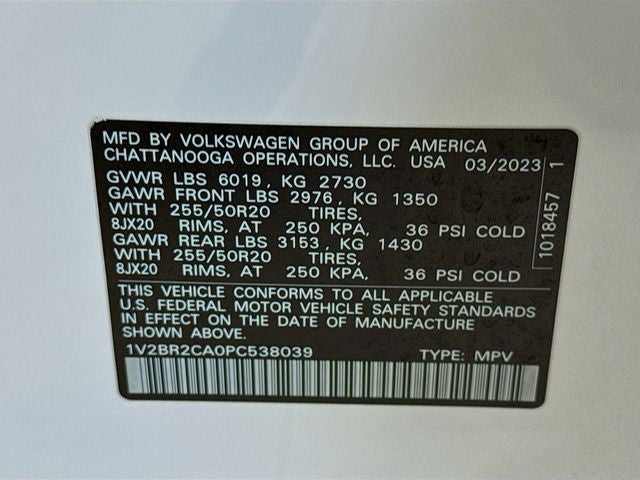 MFD BY VOLKSWAGEN GROUP OF AMERICA
CHATTANOOGA OPERATIONS, LLC. USA 03/2023
GVWR LBS 6019, KG 2730
GAWR FRONT LBS 2976, KG 1350
WITH 255/50R20 TIRES,
8JX20 RIMS, AT 250 KPA, 36 PSI COLD
GAWR REAR LBS 3153, KG 1430
WITH 255/50R20 TIRES,
8JX20 RIMS, AT 250 KPA, 36 PSI COLD
THIS VEHICLE CONFORMS TO ALL APPLICABLE
U.S. FEDERAL MOTOR VEHICLE SAFETY STANDARDS
IN EFFECT ON THE DATE OF MANUFACTURE
SHOWN ABOVE
1V2BR2CA0PC538039 TYPE: MPV
1018457 1